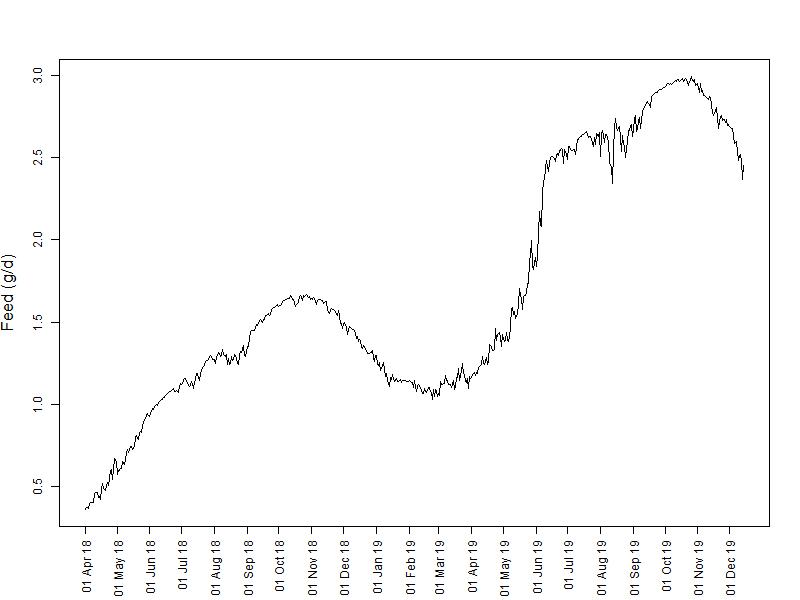 Feed (g/d)
3.0
2.5
2.0
1.5
1.0
0.5
01 Apr 18
01 May 18
01 Jun 18
01 Jul 18
01 Aug 18
01 Sep 18
01 Oct 18
01 Nov 18
01 Dec 18
01 Jan 19
01 Feb 19
01 Mar 19
01 Apr 19
01 May 19
01 Jun 19
01 Jul 19
01 Aug 19
01 Sep 19
01 Oct 19
01 Nov 19
01 Dec 19